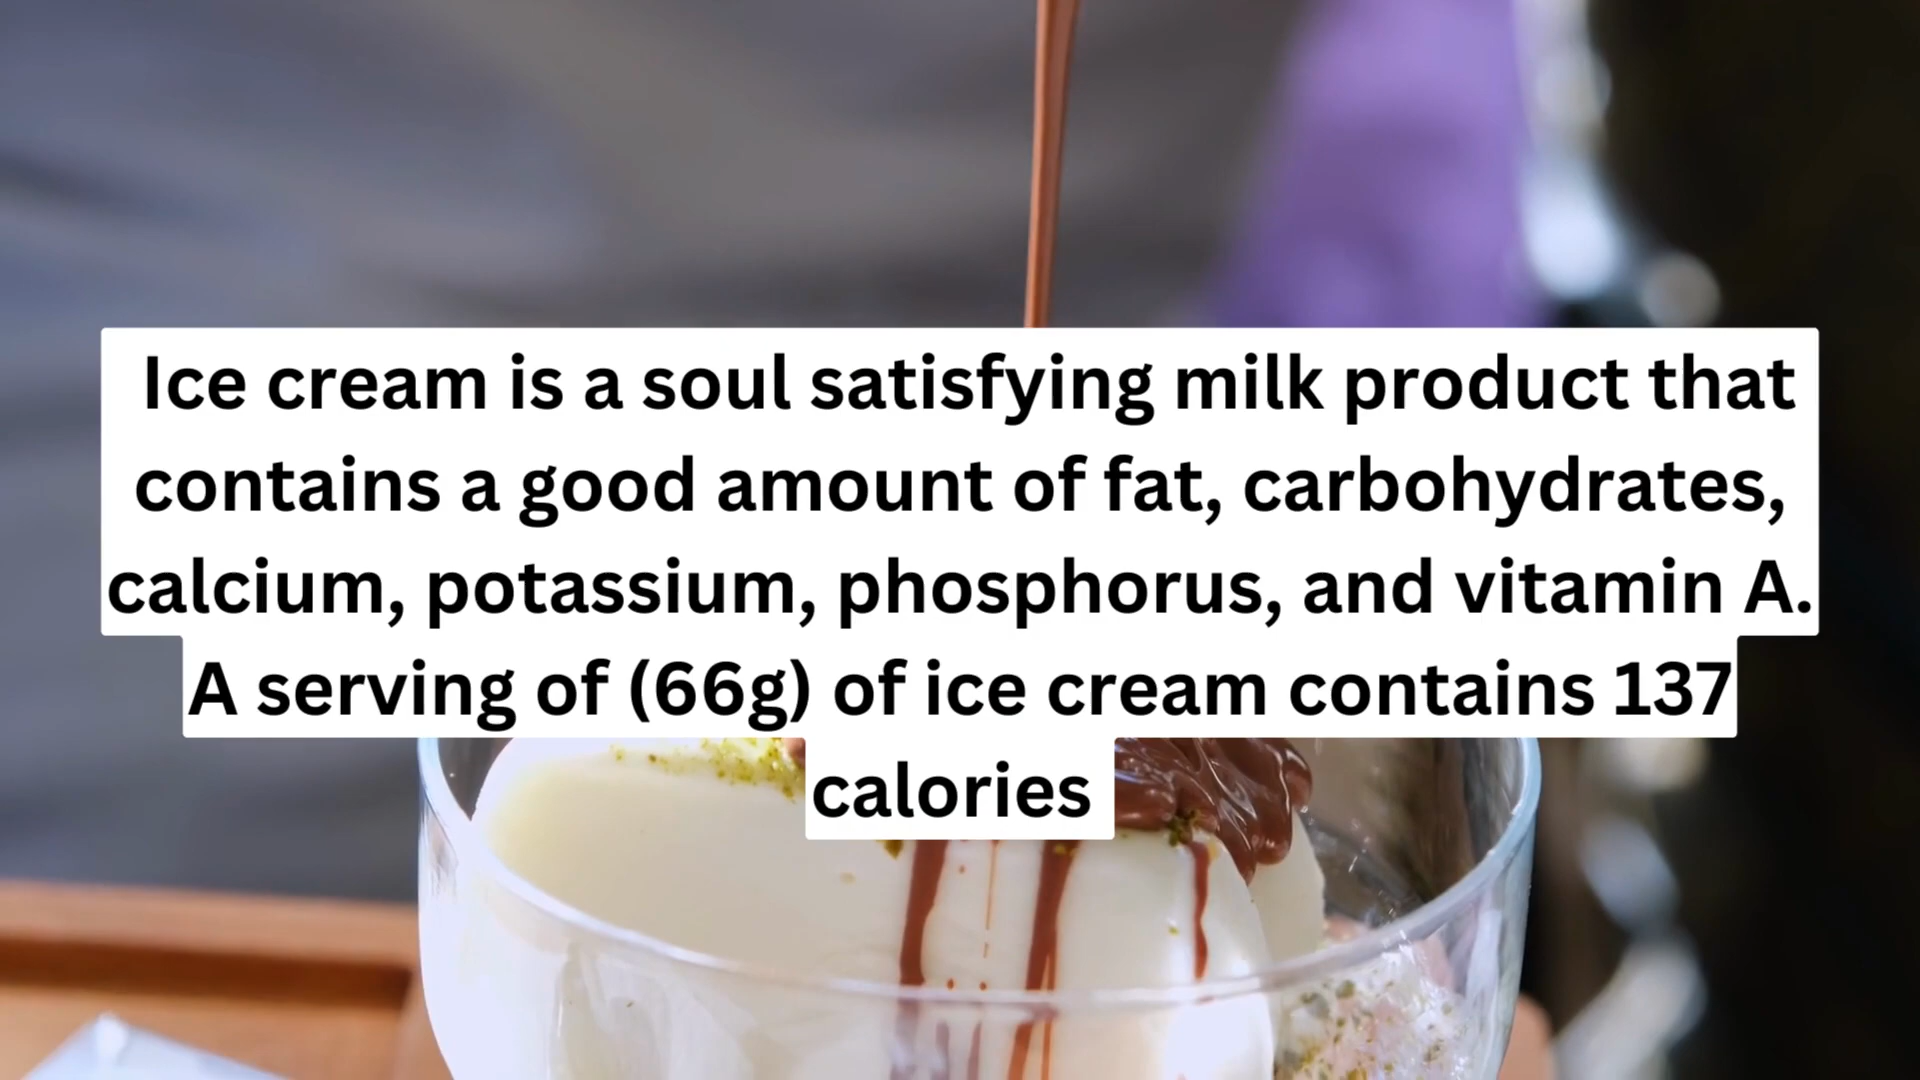 Ice cream is a soul satisfying milk product that
contains a good amount of fat, carbohydrates,
calcium, potassium, phosphorus, and vitamin A.
A serving of (66g) of ice cream contains 137
calories